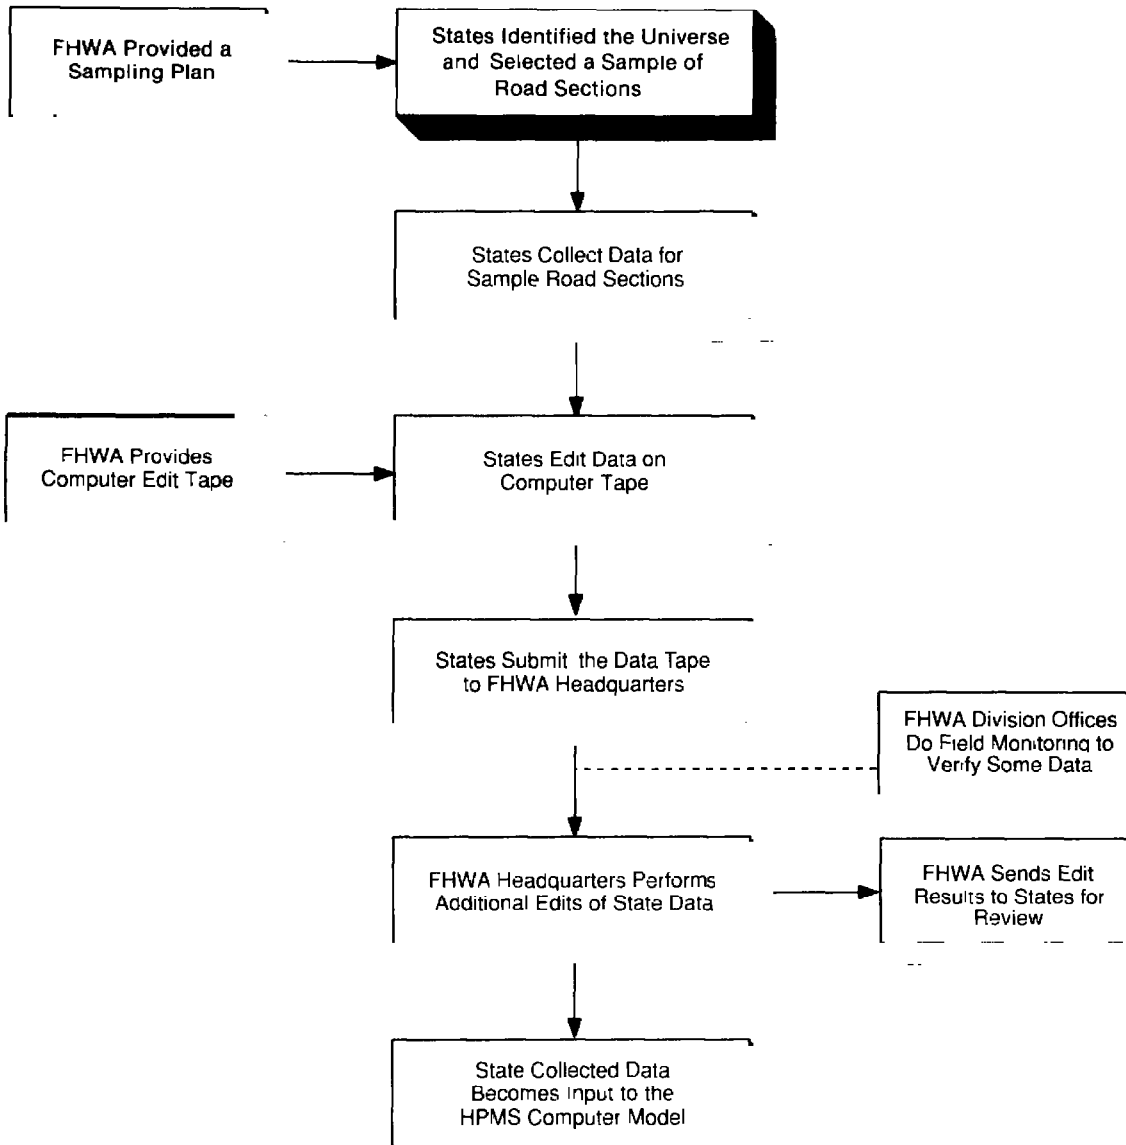 FHWA Provided a
Sampling Plan
States Identified the Universe
and Selected a Sample of
Road Sections
States Collect Data for
Sample Road Sections
FHWA Provides
Computer Edit Tape
States Edit Data on
Computer Tape
States Submit the Data Tape
to FHWA Headquarters
FHWA Division Offices
Do Field Monitoring to
Verify Some Data
FHWA Headquarters Performs
Additional Edits of State Data
FHWA Sends Edit
Results to States for
Review
State Collected Data
Becomes Input to the
HPMS Computer Model